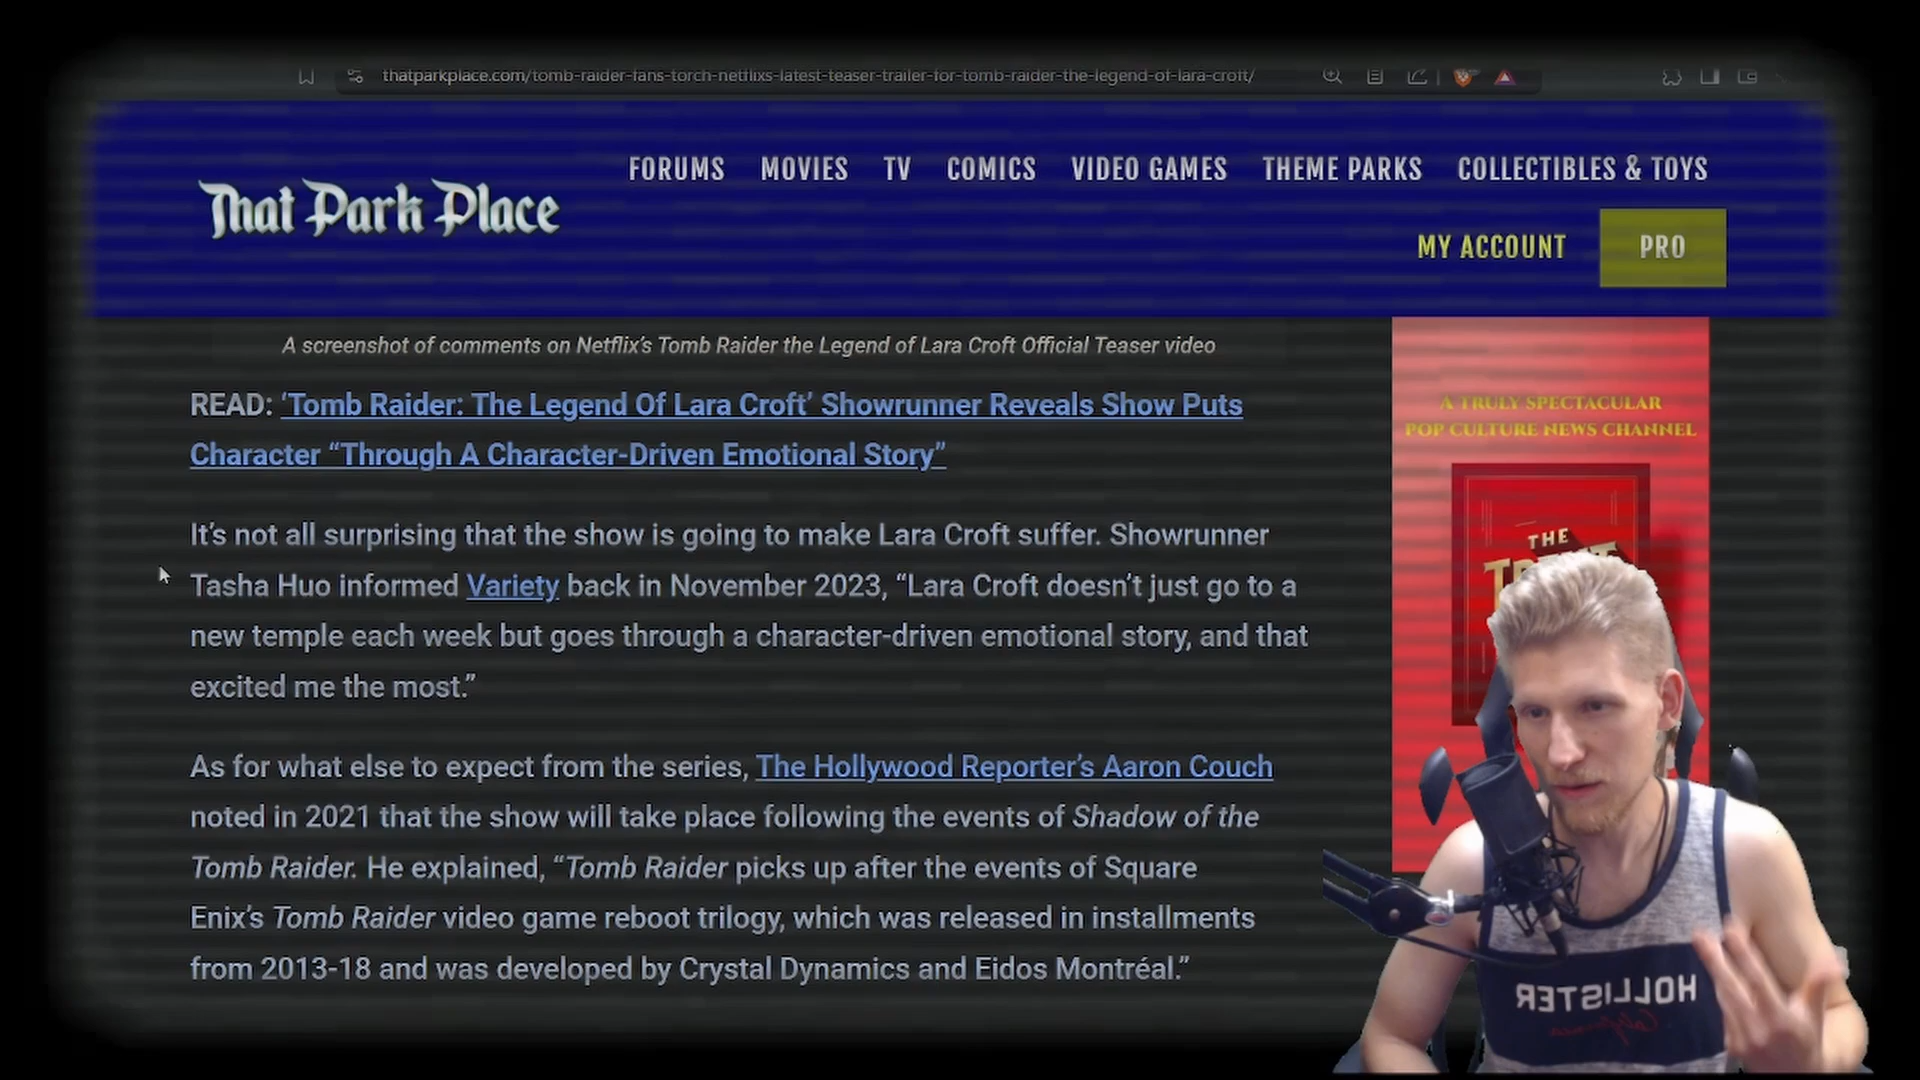 thatparkplace.com/tomb-raider-fans-torch-netflixs-latest-teaser-trailer-for-tomb-raider-the-legend-of-lara-croft/
That Park Place
FORUMS MOVIES TV COMICS VIDEO GAMES THEME PARKS COLLECTIBLES & TOYS
MY ACCOUNT PRO
A screenshot of comments on Netflix's Tomb Raider the Legend of Lara Croft Official Teaser video
READ: ‘Tomb Raider: The Legend Of Lara Croft’ Showrunner Reveals Show Puts
Character “Through A Character-Driven Emotional Story”
It’s not all surprising that the show is going to make Lara Croft suffer. Showrunner
Tasha Huo informed Variety back in November 2023, “Lara Croft doesn’t just go to a
new temple each week but goes through a character-driven emotional story, and that
excited me the most.”
As for what else to expect from the series, The Hollywood Reporter’s Aaron Couch
noted in 2021 that the show will take place following the events of Shadow of the
Tomb Raider. He explained, “Tomb Raider picks up after the events of Square
Enix’s Tomb Raider video game reboot trilogy, which was released in installments
from 2013-18 and was developed by Crystal Dynamics and Eidos Montréal.”
A TRULY SPECTACULAR
POP CULTURE NEWS CHANNEL
THE
HOLLISTER
California